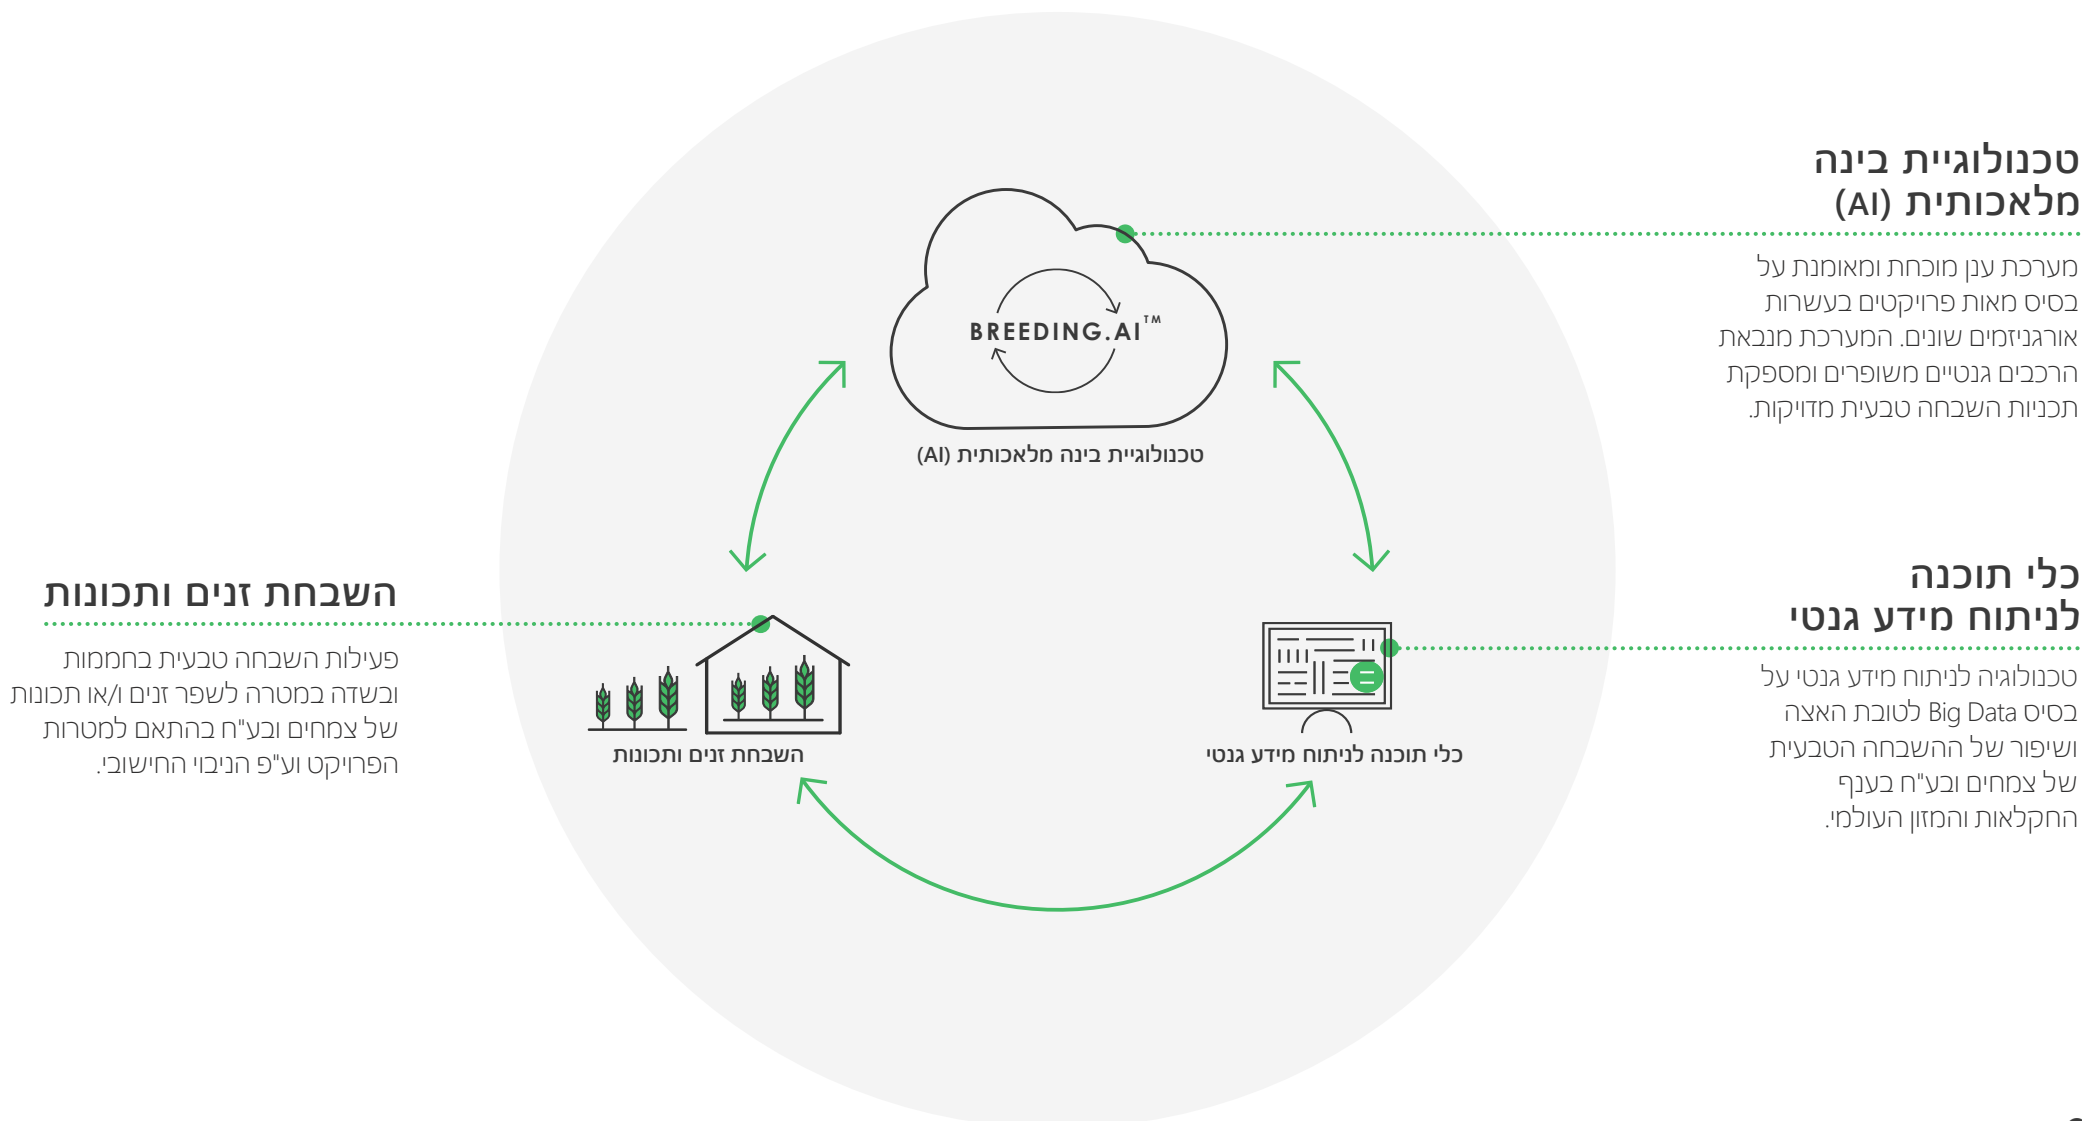 טכנולוגיית בינה
מלאכותית (AI)
מערכת ענן מוכחת ומאומנת על
בסיס מאות פרויקטים בעשרות
אורגניזמים שונים. המערכת מנבאת
הרכבים גנטיים משופרים ומספקת
תכניות השבחה טבעית מדויקות.
BREEDING.AI™
טכנולוגיית בינה מלאכותית (AI)
כלי תוכנה
לניתוח מידע גנטי
טכנולוגיה לניתוח מידע גנטי על
בסיס Big Data לטובת האצה
ושיפור של ההשבחה הטבעית
של צמחים ובע"ח בענף
החקלאות והמזון העולמי.
כלי תוכנה לניתוח מידע גנטי
השבחת זנים ותכונות
השבחת זנים ותכונות
פעילות השבחה טבעית בחממות
ובשדה במטרה לשפר זנים ו/או תכונות
של צמחים ובע"ח בהתאם למטרות
הפרויקט וע"פ הניבוי החישובי.